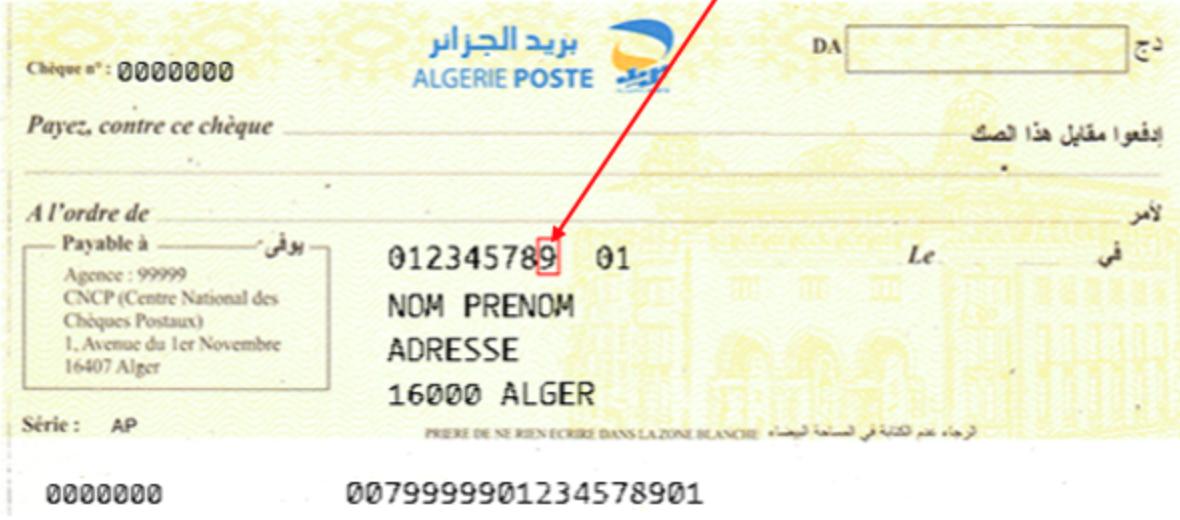 بريد الجزائر
ALGERIE POSTE
DA دج
Chèque n° : 0000000
Payez, contre ce chèque إدفعوا مقابل هذا الصك
A l'ordre de لأمر
Payable à يوفى
Agence : 99999
CNCP (Centre National des
Chèques Postaux)
1, Avenue du 1er Novembre
16407 Alger
012345789 01
NOM PRENOM
ADRESSE
16000 ALGER
Le في
Série : AP
PRIERE DE NE RIEN ECRIRE DANS LA ZONE BLANCHE الرجاء عدم الكتابة في المساحة البيضاء
0000000 00799999901234578901